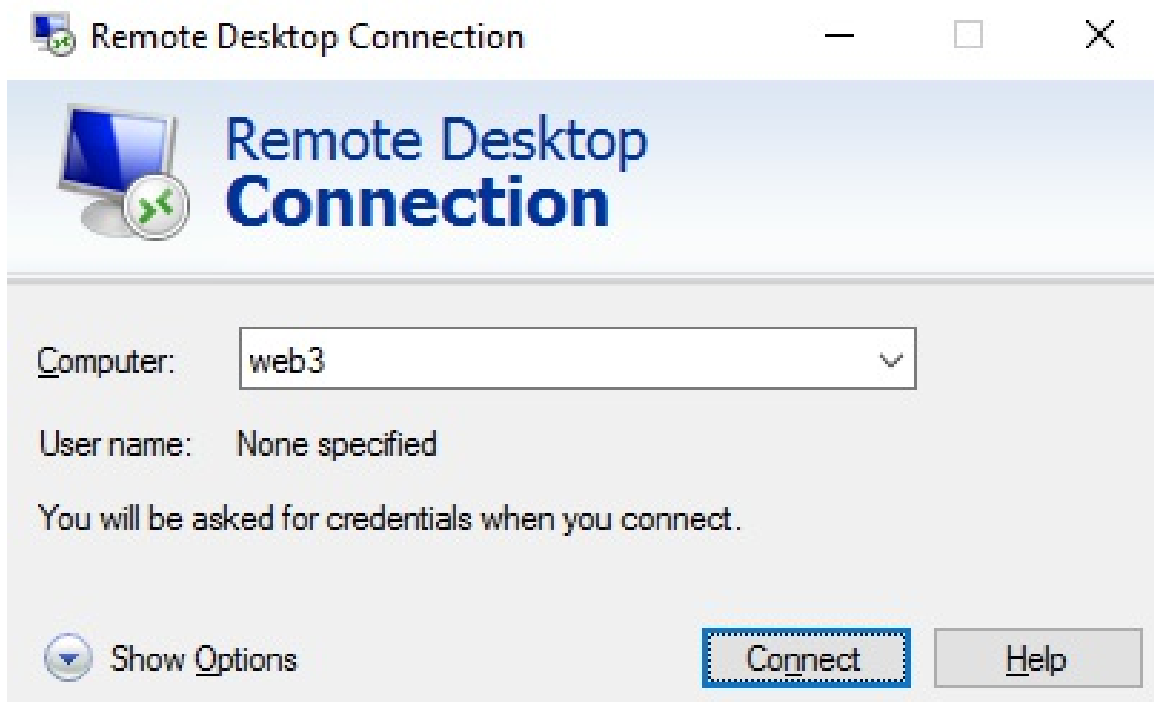 Remote Desktop Connection
Remote Desktop
Connection
Computer: web3
User name: None specified
You will be asked for credentials when you connect.
Show Options Connect Help